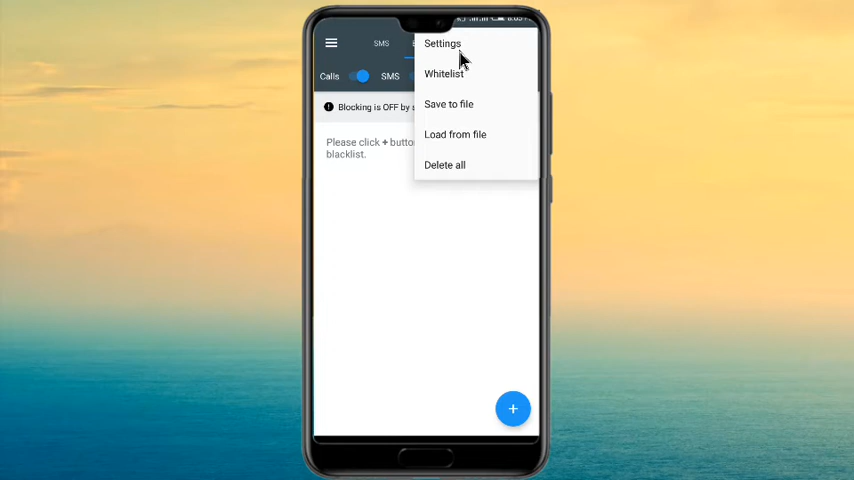 SMS
Settings
Calls
SMS
Whitelist
Blocking is OFF by
Save to file
Please click + butto
blacklist.
Load from file
Delete all
+